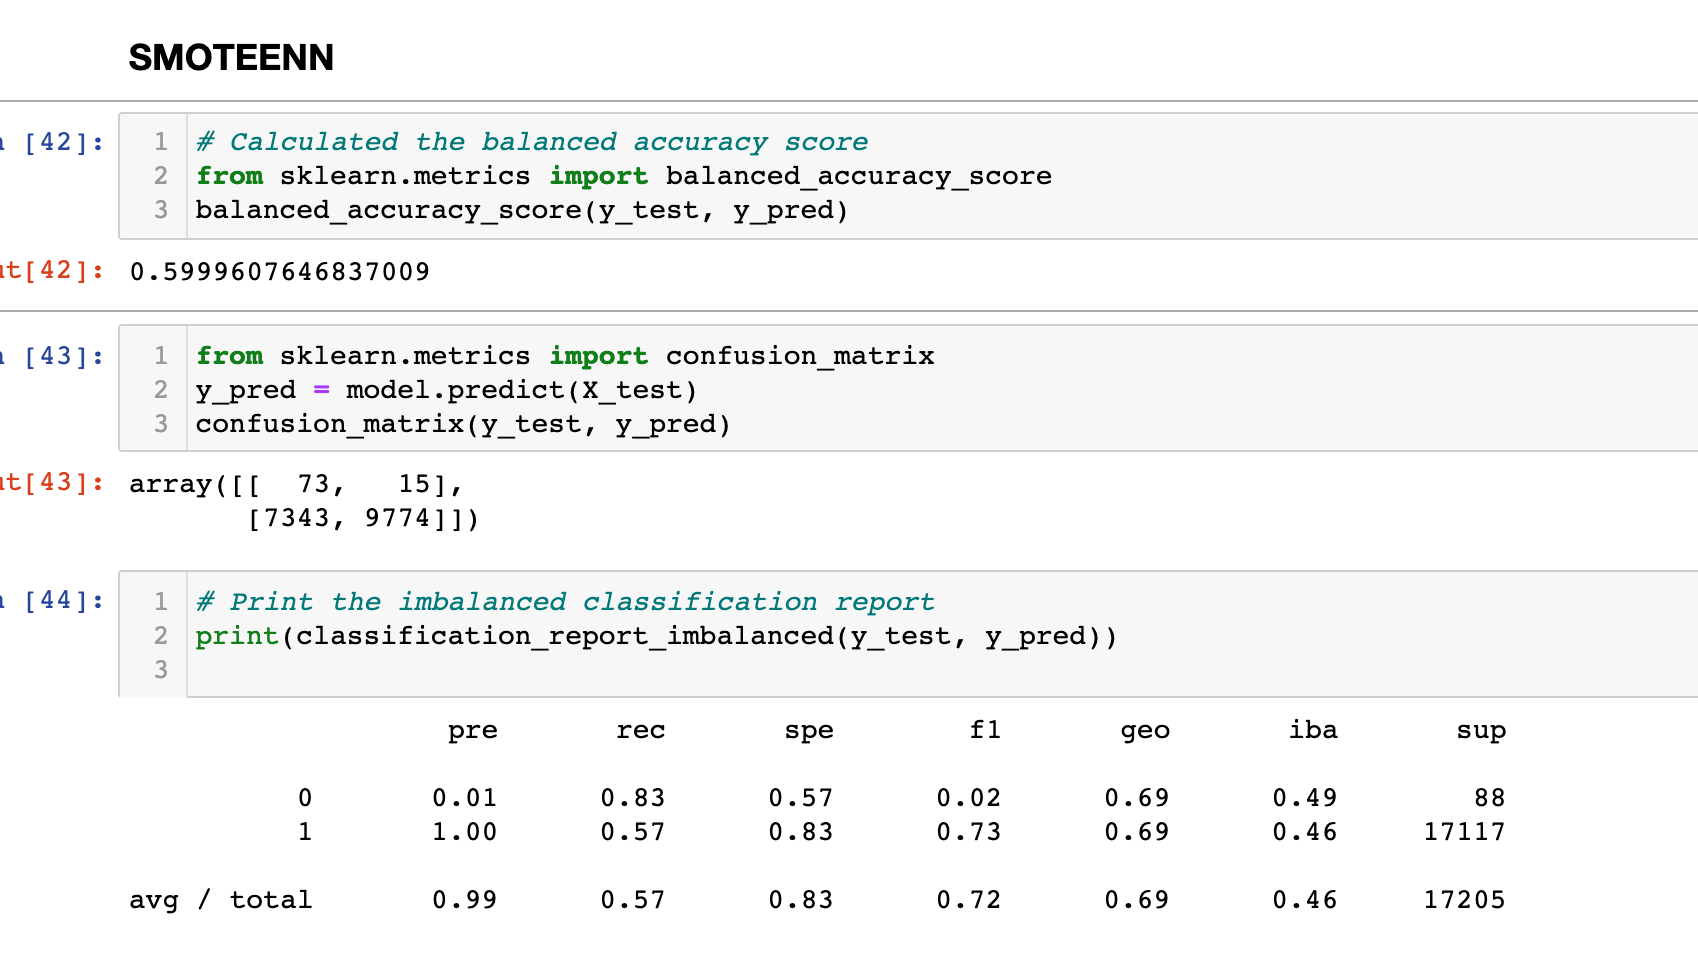 SMOTEENN
[42]:
1 # Calculated the balanced accuracy score
2 from sklearn.metrics import balanced_accuracy_score
3 balanced_accuracy_score(y_test, y_pred)
ut[42]: 0.5999607646837009
[43]:
1 from sklearn.metrics import confusion_matrix
2 y_pred = model.predict(X_test)
3 confusion_matrix(y_test, y_pred)
ut[43]: array([[  73,   15],
       [7343, 9774]])
[44]:
1 # Print the imbalanced classification report
2 print(classification_report_imbalanced(y_test, y_pred))
3
pre rec spe f1 geo iba sup
0 0.01 0.83 0.57 0.02 0.69 0.49 88
1 1.00 0.57 0.83 0.73 0.69 0.46 17117
avg / total 0.99 0.57 0.83 0.72 0.69 0.46 17205